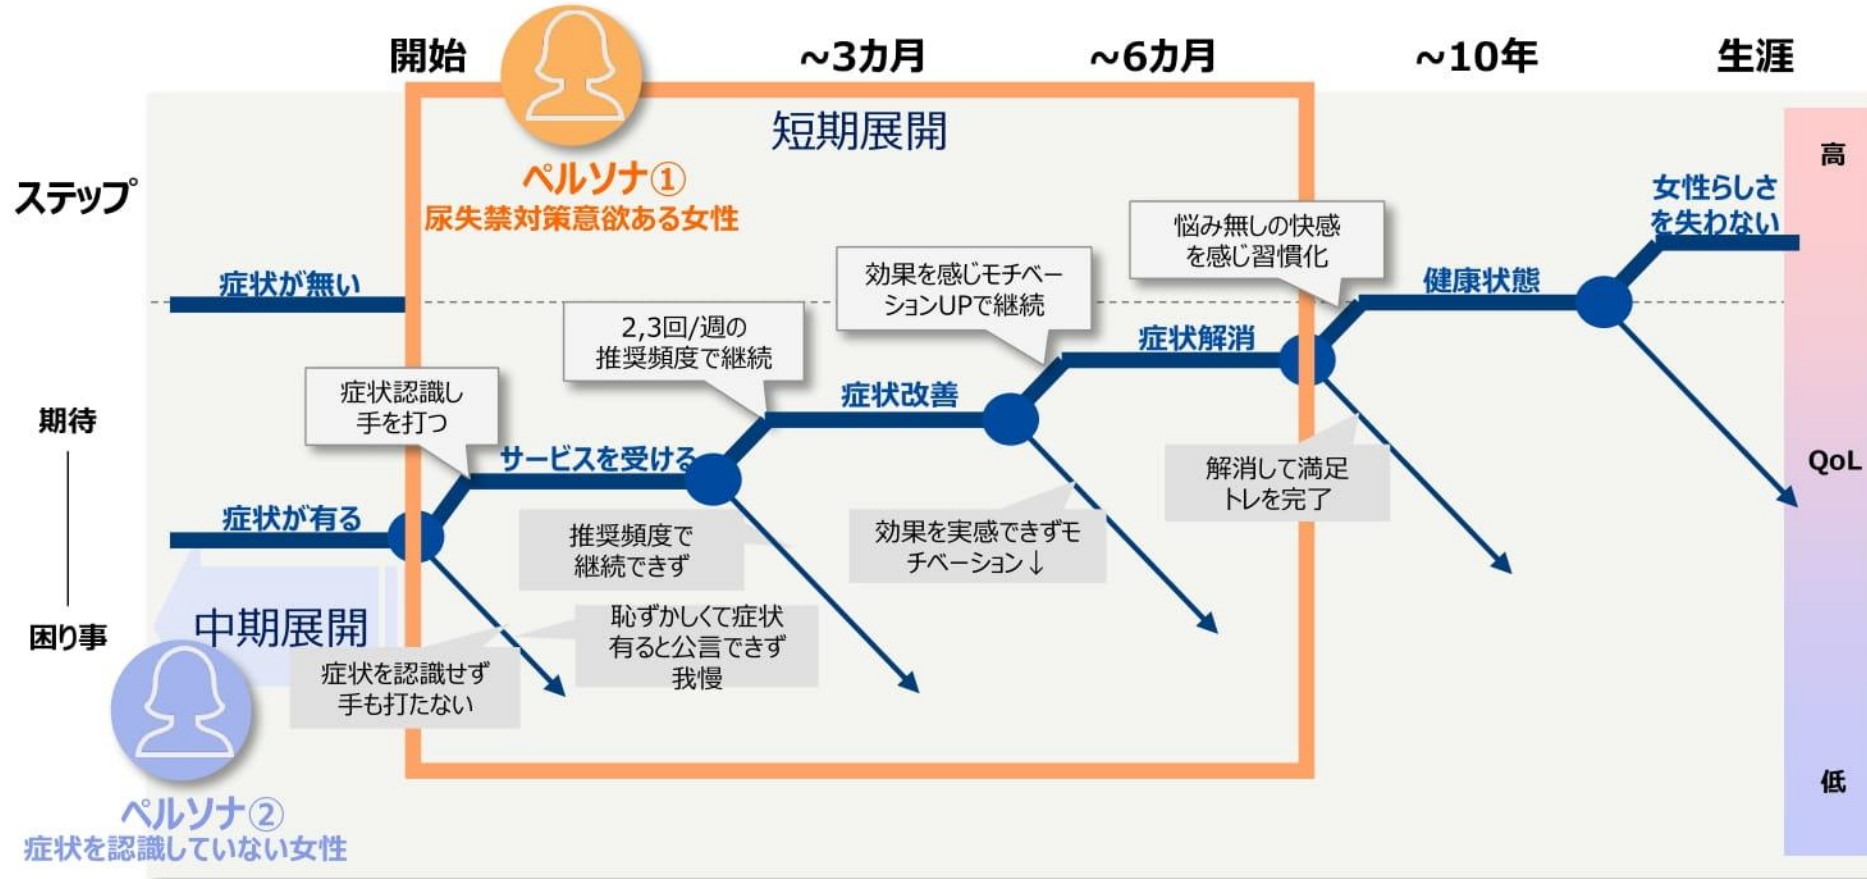 開始
~3カ月
~6カ月
~10年
生涯
短期展開
ペルソナ①
尿失禁対策意欲ある女性
ステップ
高
女性らしさ
を失わない
悩み無しの快感
を感じ習慣化
効果を感じモチベー
ションUPで継続
症状が無い
健康状態
2,3回/週の
推奨頻度で継続
症状解消
症状認識し
手を打つ
症状改善
期待
サービスを受ける
QoL
解消して満足
トレを完了
症状が有る
推奨頻度で
継続できず
効果を実感できずモ
チベーション↓
困り事
中期展開
恥ずかしくて症状
有ると公言できず
我慢
症状を認識せず
手も打たない
低
ペルソナ②
症状を認識していない女性